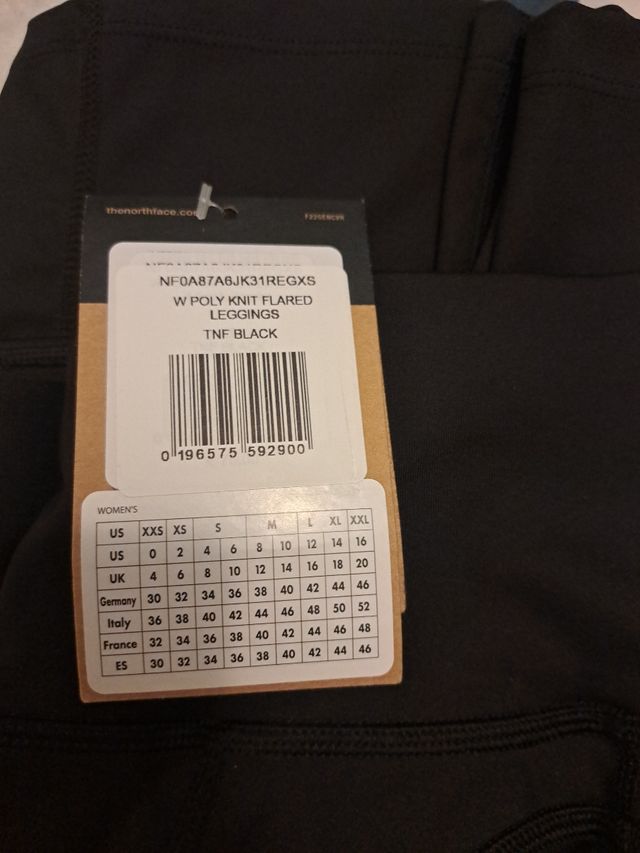 thenorthface.co
NF0A87A6JK31REGXS
W POLY KNIT FLARED
LEGGINGS
TNF BLACK
0 196575 592900
WOMEN'S
US XXS XS S M L XL XXL
US 0 2 4 6 8 10 12 14 16
UK 4 6 8 10 12 14 16 18 20
Germany 30 32 34 36 38 40 42 44 46
Italy 36 38 40 42 44 46 48 50 52
France 32 34 36 38 40 42 44 46 48
ES 30 32 34 36 38 40 42 44 46